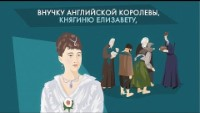 ВНУЧКУ АНГЛИЙСКОЙ КОРОЛЕВЫ,
КНЯГИНЮ ЕЛИЗАВЕТУ,